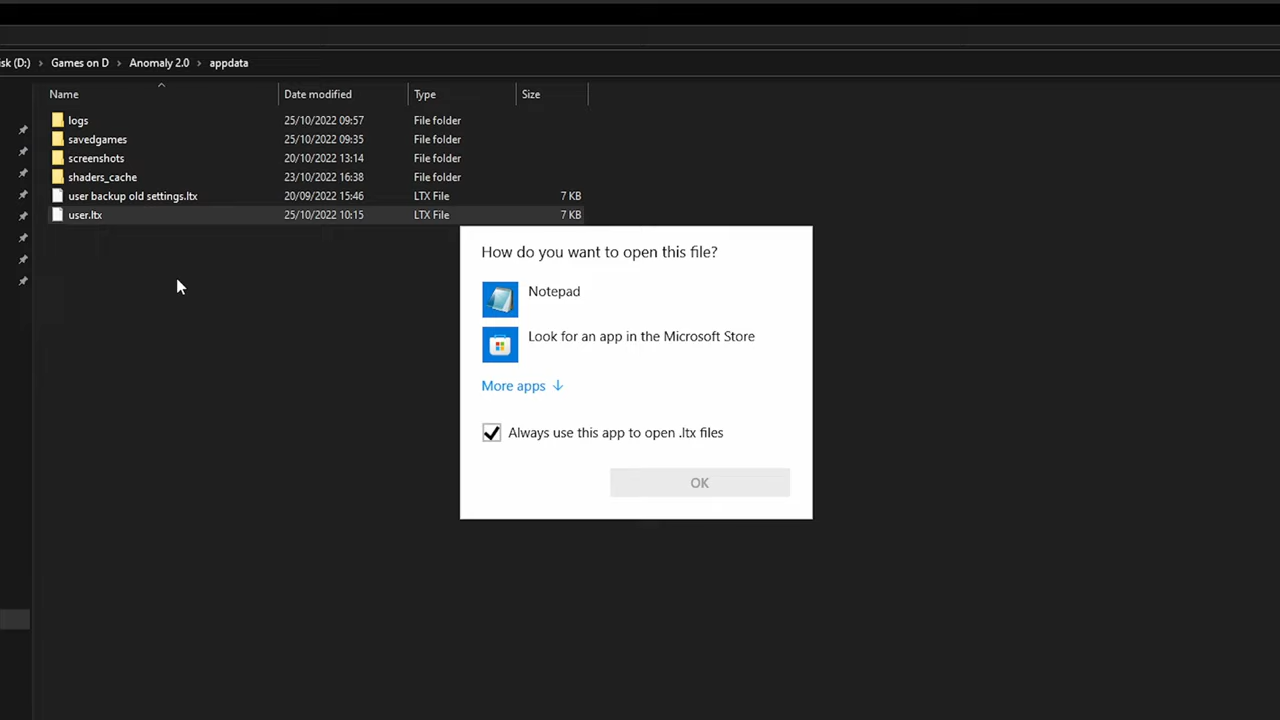 isk (D:) > Games on D > Anomaly 2.0 > appdata
Name Date modified Type Size
logs 25/10/2022 09:57 File folder
savedgames 25/10/2022 09:35 File folder
screenshots 20/10/2022 13:14 File folder
shaders_cache 23/10/2022 16:38 File folder
user backup old settings.ltx 20/09/2022 15:46 LTX File 7 KB
user.ltx 25/10/2022 10:15 LTX File 7 KB
How do you want to open this file?
Notepad
Look for an app in the Microsoft Store
More apps ↓
Always use this app to open .ltx files
OK